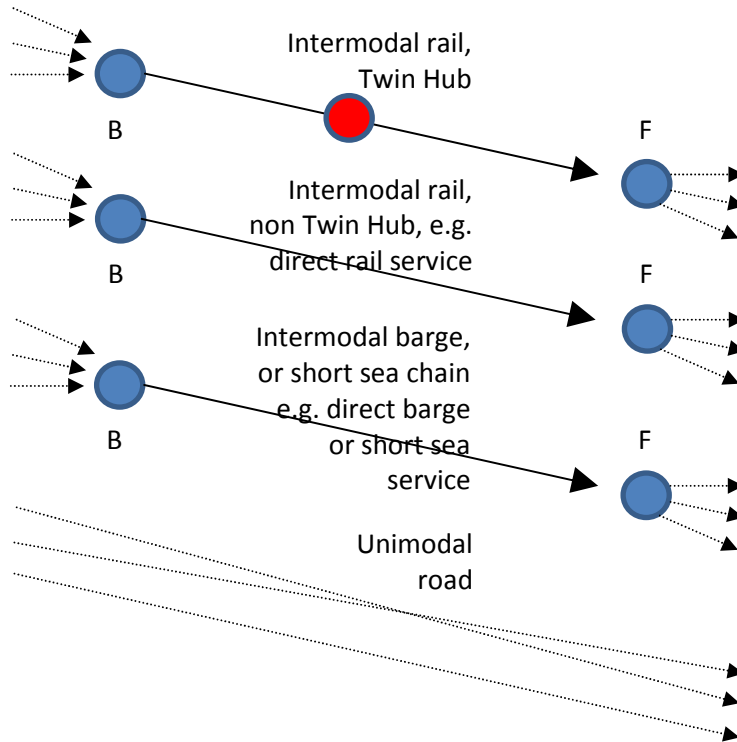 Intermodal rail,
Twin Hub
B
F
Intermodal rail,
non Twin Hub, e.g.
direct rail service
B
F
Intermodal barge,
or short sea chain
e.g. direct barge
or short sea
service
B
F
Unimodal
road